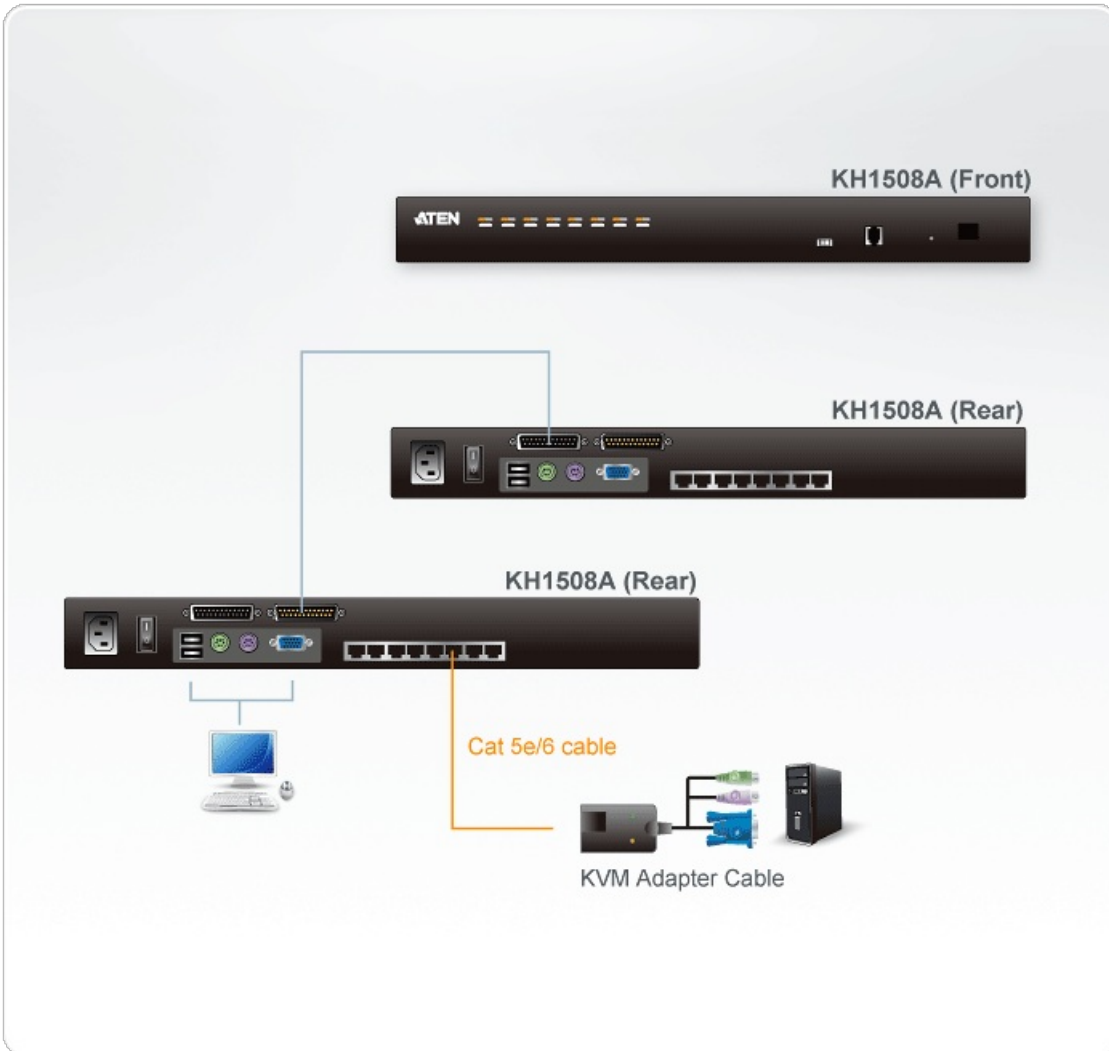 KH1508A (Front)
ATEN
KH1508A (Rear)
KH1508A (Rear)
Cat 5e/6 cable
KVM Adapter Cable